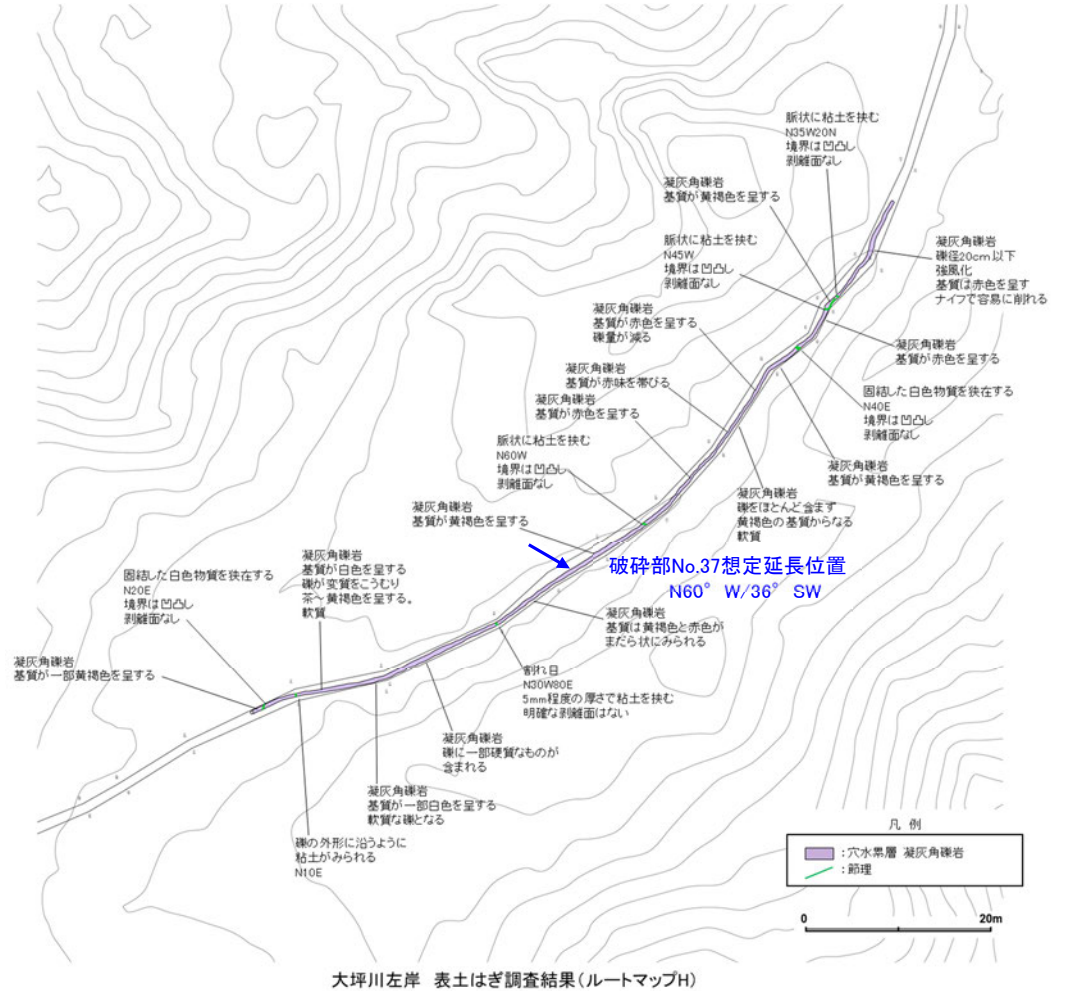 脈状に粘土を挟む
N35W20N
境界は凹凸し
剥離面なし
凝灰角礫岩
基質が黄褐色を呈する
脈状に粘土を挟む
N45W
境界は凹凸し
剥離面なし
凝灰角礫岩
礫径20cm以下
強風化
基質は赤色を呈す
ナイフで容易に削れる
凝灰角礫岩
基質が赤色を呈する
礫量が減る
凝灰角礫岩
基質が赤色を呈する
凝灰角礫岩
基質が赤味を帯びる
固結した白色物質を狭在する
N40E
境界は凹凸し
剥離面なし
凝灰角礫岩
基質が赤色を呈する
脈状に粘土を挟む
N60W
境界は凹凸し
剥離面なし
凝灰角礫岩
基質が黄褐色を呈する
凝灰角礫岩
礫をほとんど含まず
黄褐色の基質からなる
軟質
凝灰角礫岩
基質が黄褐色を呈する
破砕部No.37想定延長位置
N60°W/36°SW
凝灰角礫岩
基質が白色を呈する
礫が変質をこうむり
茶～黄褐色を呈する。
軟質
固結した白色物質を狭在する
N20E
境界は凹凸し
剥離面なし
凝灰角礫岩
基質は黄褐色と赤色が
まだら状にみられる
凝灰角礫岩
基質が一部黄褐色を呈する
割れ目
N30W80E
5mm程度の厚さで粘土を挟む
明確な剥離面はない
凝灰角礫岩
礫に一部硬質なものが
含まれる
凝灰角礫岩
基質が一部白色を呈する
軟質な礫となる
礫の外形に沿うように
粘土がみられる
N10E
凡例
：穴水累層 凝灰角礫岩
：節理
0 20m
大坪川左岸 表土はぎ調査結果（ルートマップH）